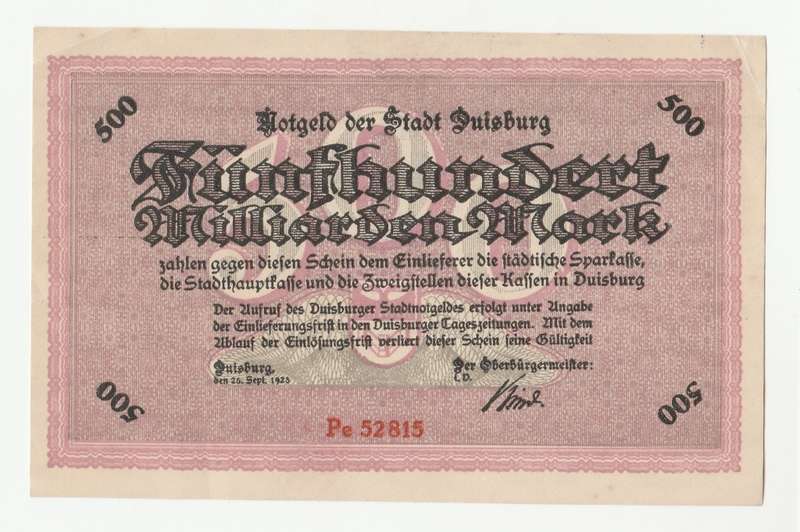 500
500
Notgeld der Stadt Duisburg
Fünfhundert
Milliarden Mark
zahlen gegen diesen Schein dem Einlieferer die städtische Sparkasse,
die Stadthauptkasse und die Zweigstellen dieser Kassen in Duisburg
Der Aufruf des Duisburger Stadtnotgeldes erfolgt unter Angabe
der Einlieferungsfrist in den Duisburger Tageszeitungen. Mit dem
Ablauf der Einlösungsfrist verliert dieser Schein seine Gültigkeit
Duisburg, Der Oberbürgermeister:
den 26. Sept. 1923
500
500
Pe 52815